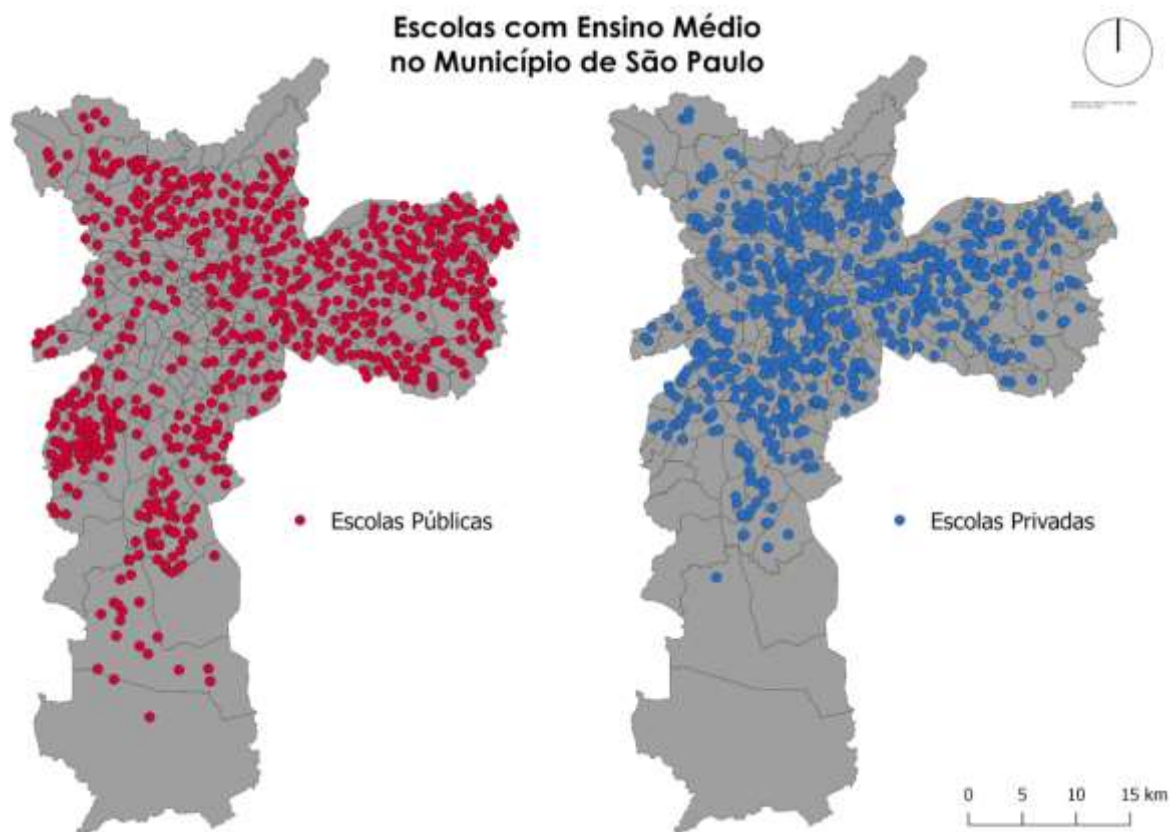 Escolas com Ensino Médio
no Município de São Paulo
Escolas Públicas
Escolas Privadas
0 5 10 15 km